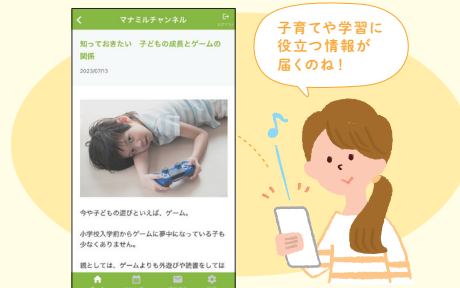 マナミルチャンネル
知っておきたい　子どもの成長とゲームの
関係
2023/07/13
今や子どもの遊びといえば、ゲーム。
小学校入学前からゲームに夢中になっている子も
少なくありません。
親としては、ゲームよりも外遊びや読書をしては
子育てや学習に
役立つ情報が
届くのね！